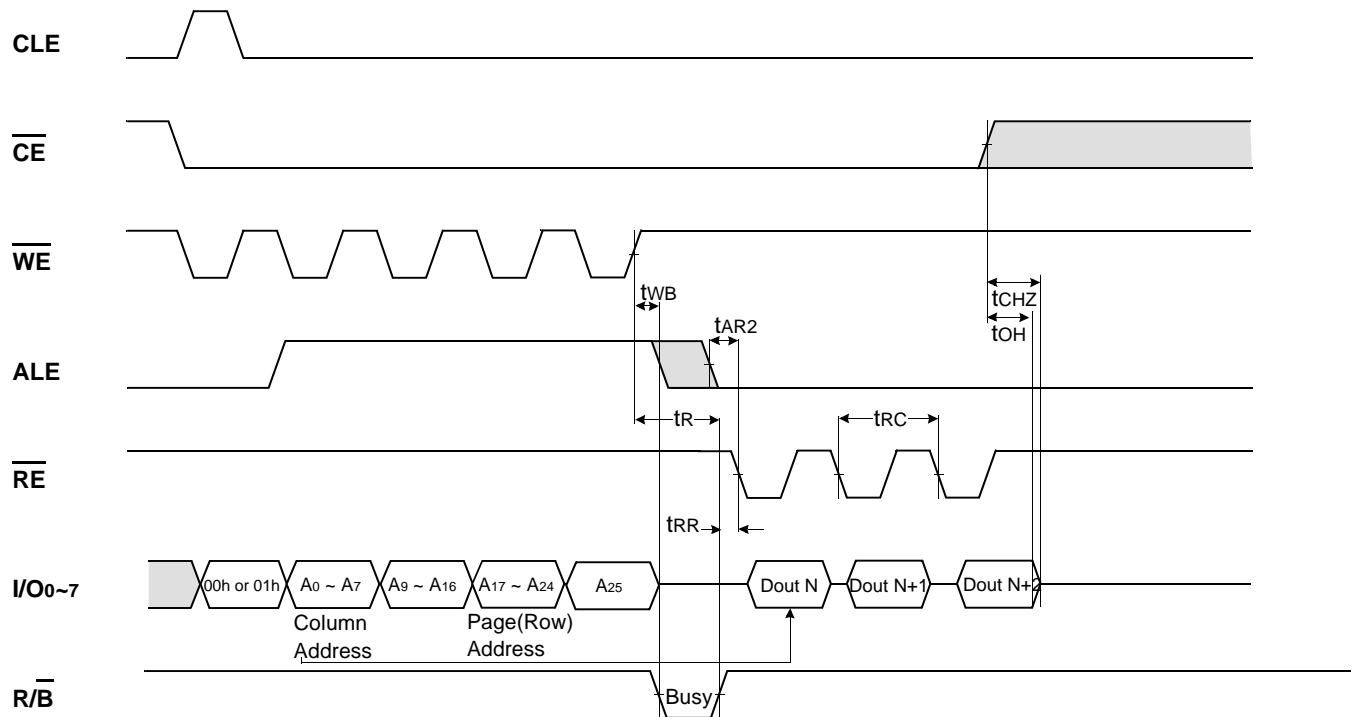 CLE
CE
WE
tWB
tCHZ
tAR2
tOH
ALE
tR
tRC
RE
tRR
I/O0~7
00h or 01h
A0 ~ A7
A9 ~ A16
A17 ~ A24
A25
Dout N
Dout N+1
Dout N+2
Column
Address
Page(Row)
Address
R/B
Busy